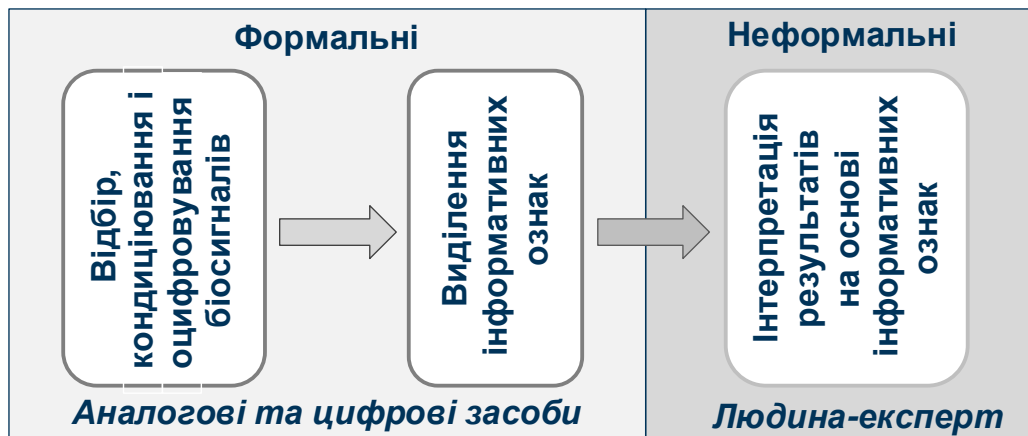 Формальні
Неформальні
Відбір,
кондиціювання і
оцифровування
біосигналів
Виділення
інформативних
ознак
Інтерпретація
результатів
на основі
інформативних
ознак
Аналогові та цифрові засоби
Людина-експерт